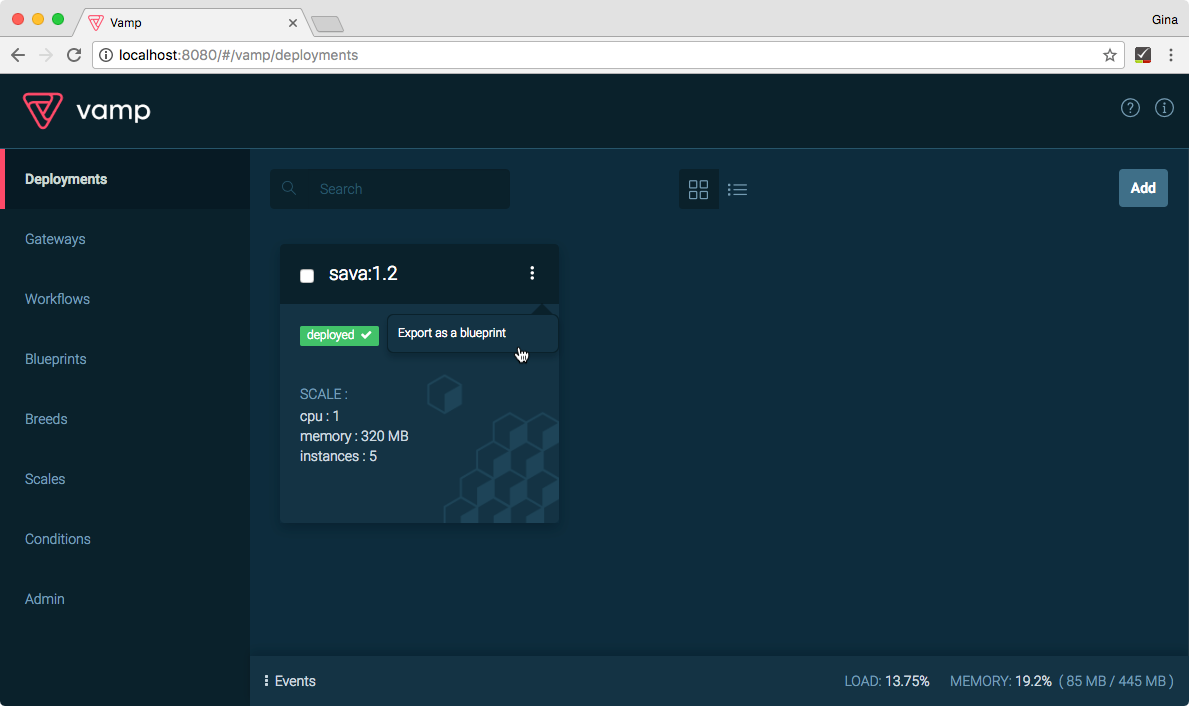 Vamp
Gina
localhost:8080/#/vamp/deployments
vamp
Deployments
Search
Add
Gateways
Workflows
Blueprints
Breeds
Scales
Conditions
Admin
sava:1.2
deployed
Export as a blueprint
SCALE :
cpu : 1
memory : 320 MB
instances : 5
Events
LOAD: 13.75% MEMORY: 19.2% ( 85 MB / 445 MB )